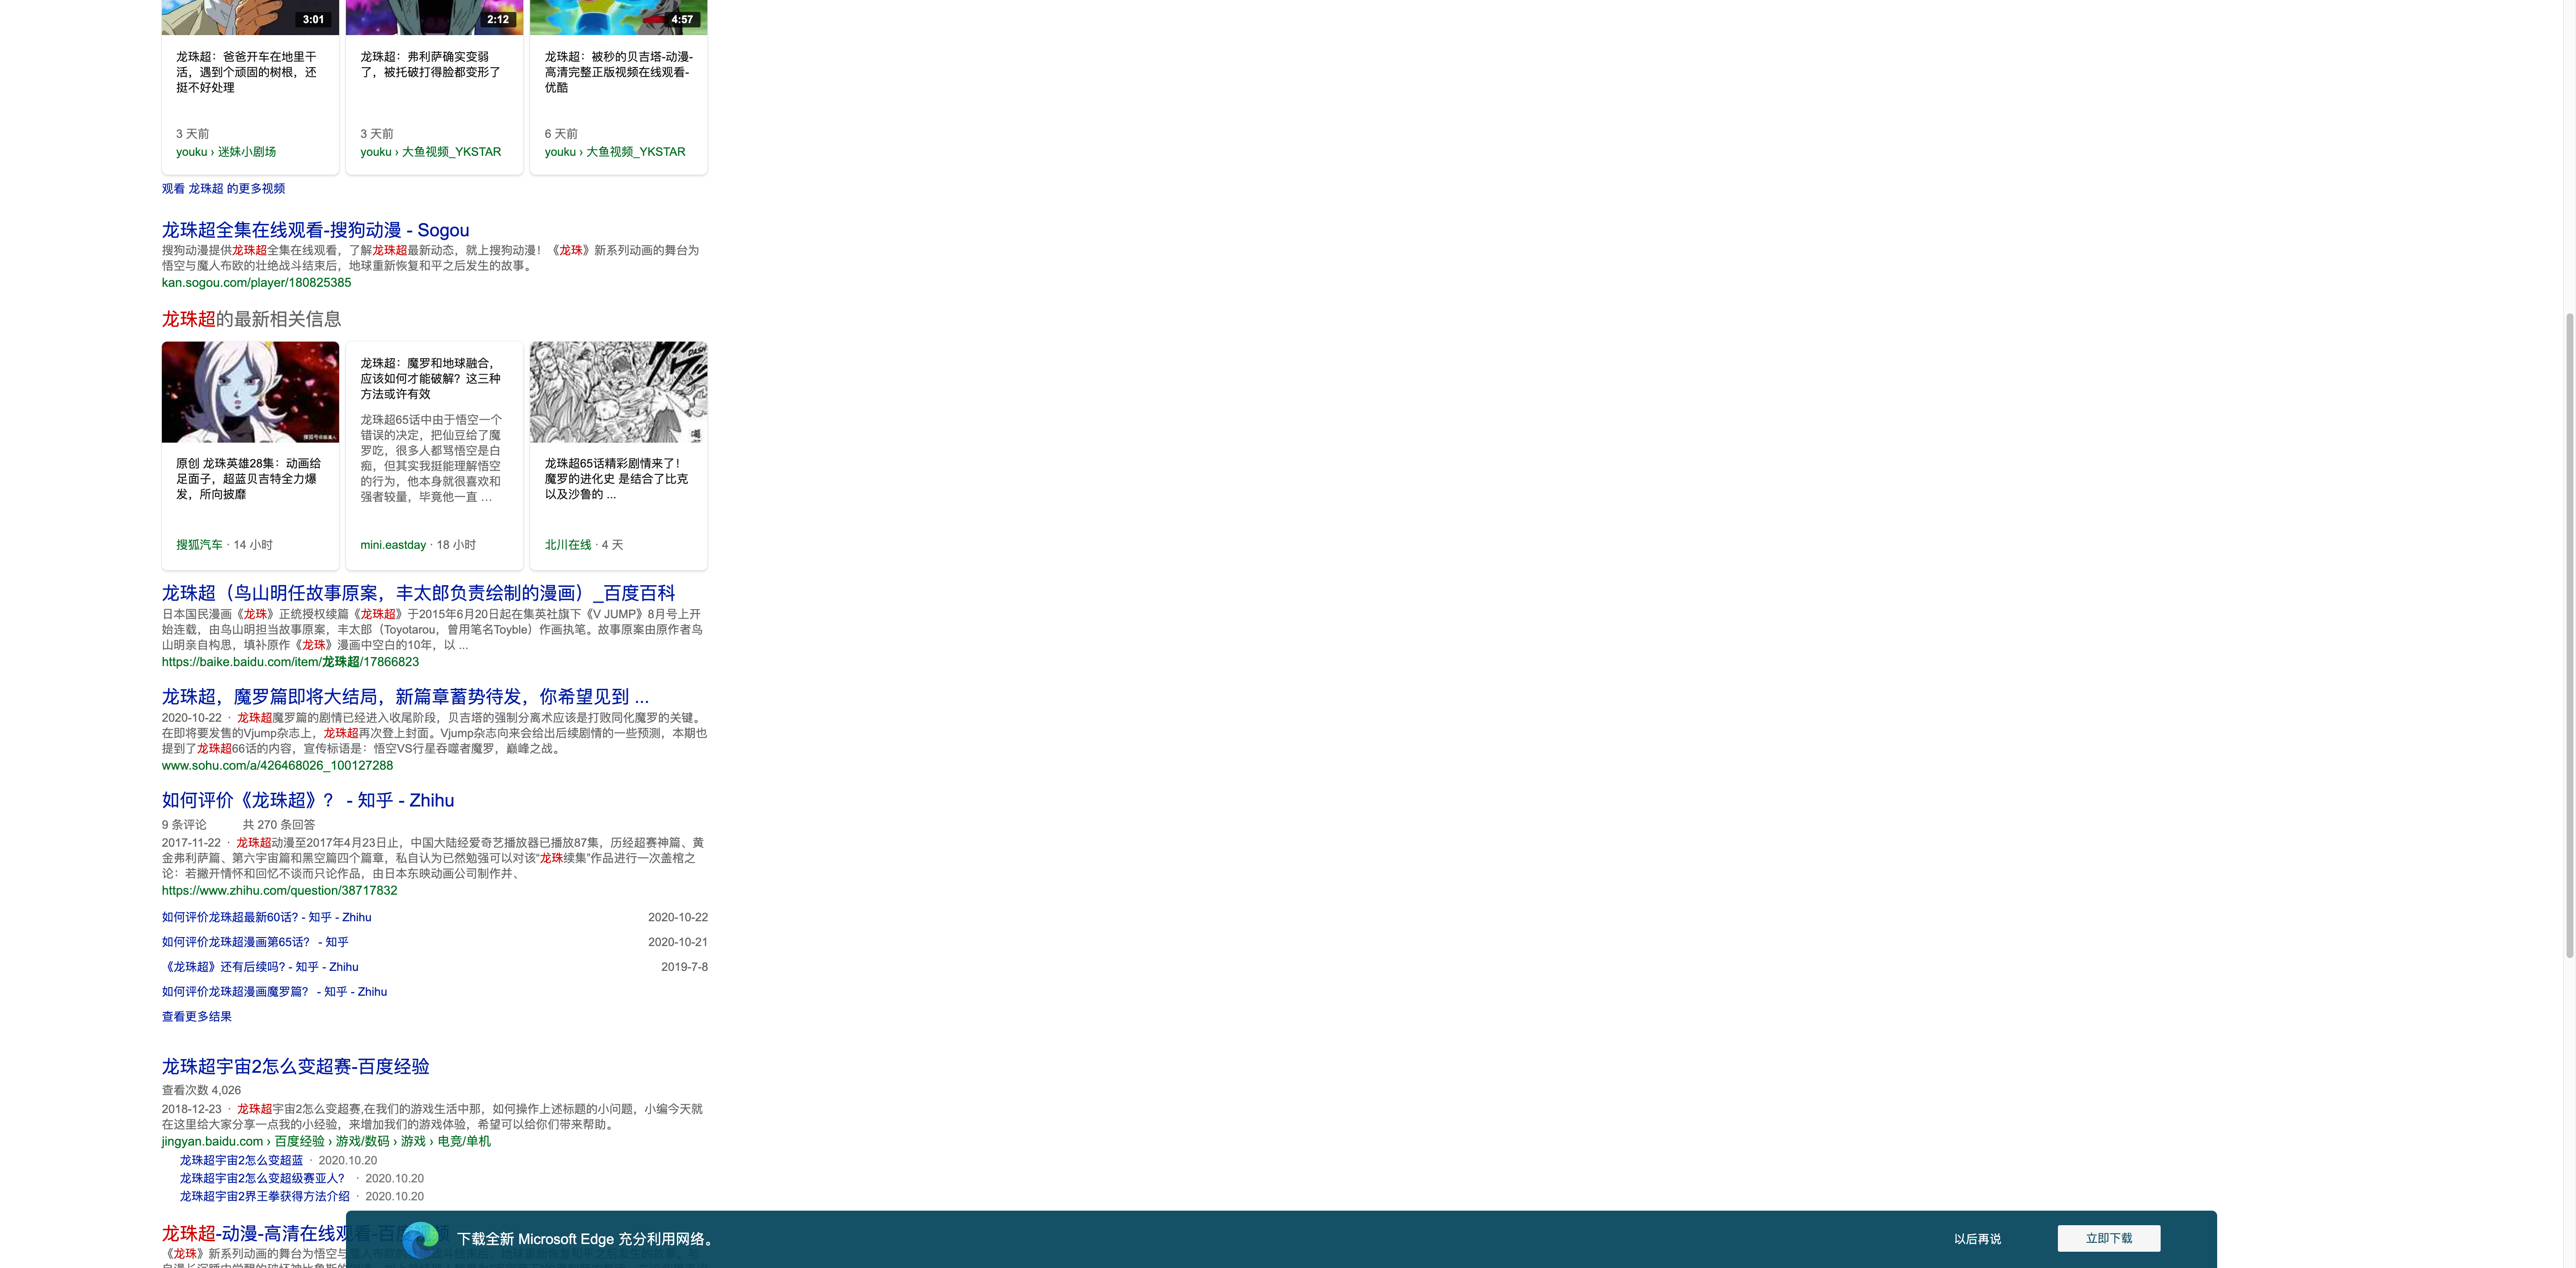 3:01
2:12
4:57
龙珠超：爸爸开车在地里干
活，遇到个顽固的树根，还
挺不好处理
3 天前
youku › 迷妹小剧场
龙珠超：弗利萨确实变弱
了，被托破打得脸都变形了
3 天前
youku › 大鱼视频_YKSTAR
龙珠超：被秒的贝吉塔-动漫-
高清完整正版视频在线观看-
优酷
6 天前
youku › 大鱼视频_YKSTAR
观看 龙珠超 的更多视频
龙珠超全集在线观看-搜狗动漫 - Sogou
搜狗动漫提供龙珠超全集在线观看，了解龙珠超最新动态，就上搜狗动漫！《龙珠》新系列动画的舞台为
悟空与魔人布欧的壮绝战斗结束后，地球重新恢复和平之后发生的故事。
kan.sogou.com/player/180825385
龙珠超的最新相关信息
原创 龙珠英雄28集：动画给
足面子，超蓝贝吉特全力爆
发，所向披靡
搜狐汽车 · 14 小时
龙珠超：魔罗和地球融合，
应该如何才能破解？这三种
方法或许有效
龙珠超65话中由于悟空一个
错误的决定，把仙豆给了魔
罗吃，很多人都骂悟空是白
痴，但其实我挺能理解悟空
的行为，他本身就很喜欢和
强者较量，毕竟他一直 …
mini.eastday · 18 小时
龙珠超65话精彩剧情来了！
魔罗的进化史 是结合了比克
以及沙鲁的 ...
北川在线 · 4 天
龙珠超（鸟山明任故事原案，丰太郎负责绘制的漫画）_百度百科
日本国民漫画《龙珠》正统授权续篇《龙珠超》于2015年6月20日起在集英社旗下《V JUMP》8月号上开
始连载，由鸟山明担当故事原案，丰太郎（Toyotarou，曾用笔名Toyble）作画执笔。故事原案由原作者鸟
山明亲自构思，填补原作《龙珠》漫画中空白的10年，以 ...
https://baike.baidu.com/item/龙珠超/17866823
龙珠超，魔罗篇即将大结局，新篇章蓄势待发，你希望见到 ...
2020-10-22 · 龙珠超魔罗篇的剧情已经进入收尾阶段，贝吉塔的强制分离术应该是打败同化魔罗的关键。
在即将要发售的Vjump杂志上，龙珠超再次登上封面。Vjump杂志向来会给出后续剧情的一些预测，本期也
提到了龙珠超66话的内容，宣传标语是：悟空VS行星吞噬者魔罗，巅峰之战。
www.sohu.com/a/426468026_100127288
如何评价《龙珠超》？ - 知乎 - Zhihu
9 条评论 共 270 条回答
2017-11-22 · 龙珠超动漫至2017年4月23日止，中国大陆经爱奇艺播放器已播放87集，历经超赛神篇、黄
金弗利萨篇、第六宇宙篇和黑空篇四个篇章，私自认为已然勉强可以对该“龙珠续集”作品进行一次盖棺之
论：若撇开情怀和回忆不谈而只论作品，由日本东映动画公司制作并、
https://www.zhihu.com/question/38717832
如何评价龙珠超最新60话? - 知乎 - Zhihu 2020-10-22
如何评价龙珠超漫画第65话？ - 知乎 2020-10-21
《龙珠超》还有后续吗? - 知乎 - Zhihu 2019-7-8
如何评价龙珠超漫画魔罗篇？ - 知乎 - Zhihu
查看更多结果
龙珠超宇宙2怎么变超赛-百度经验
查看次数 4,026
2018-12-23 · 龙珠超宇宙2怎么变超赛,在我们的游戏生活中那，如何操作上述标题的小问题，小编今天就
在这里给大家分享一点我的小经验，来增加我们的游戏体验，希望可以给你们带来帮助。
jingyan.baidu.com › 百度经验 › 游戏/数码 › 游戏 › 电竞/单机
龙珠超宇宙2怎么变超蓝 · 2020.10.20
龙珠超宇宙2怎么变超级赛亚人？ · 2020.10.20
龙珠超宇宙2界王拳获得方法介绍 · 2020.10.20
龙珠超-动漫-高清在线观看-百度视频
《龙珠》新系列动画的舞台为悟空与
下载全新 Microsoft Edge 充分利用网络。
以后再说
立即下载